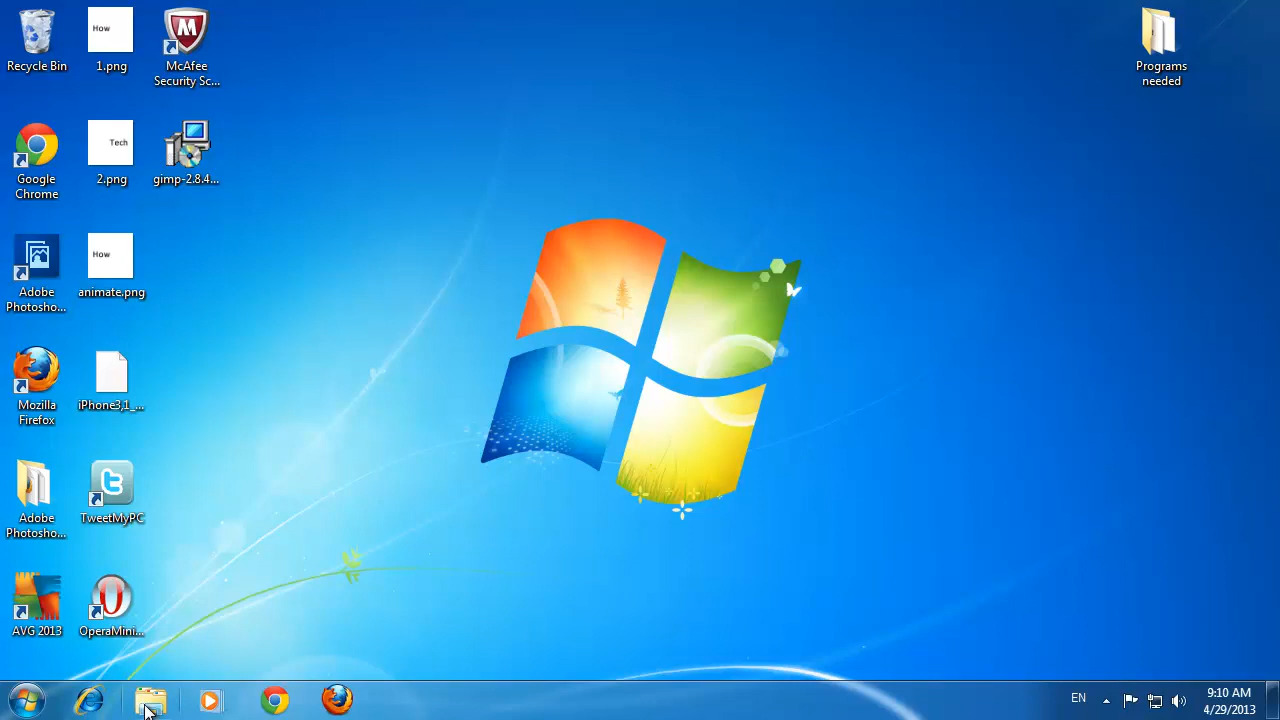 Recycle Bin
How
1.png
M
McAfee
Security Sc...
Programs
needed
Google
Chrome
Tech
2.png
gimp-2.8.4...
Adobe
Photosho...
How
animate.png
Mozilla
Firefox
iPhone3,1_...
Adobe
Photosho...
t
TweetMyPC
AVG 2013
OperaMini...
EN
9:10 AM
4/29/2013